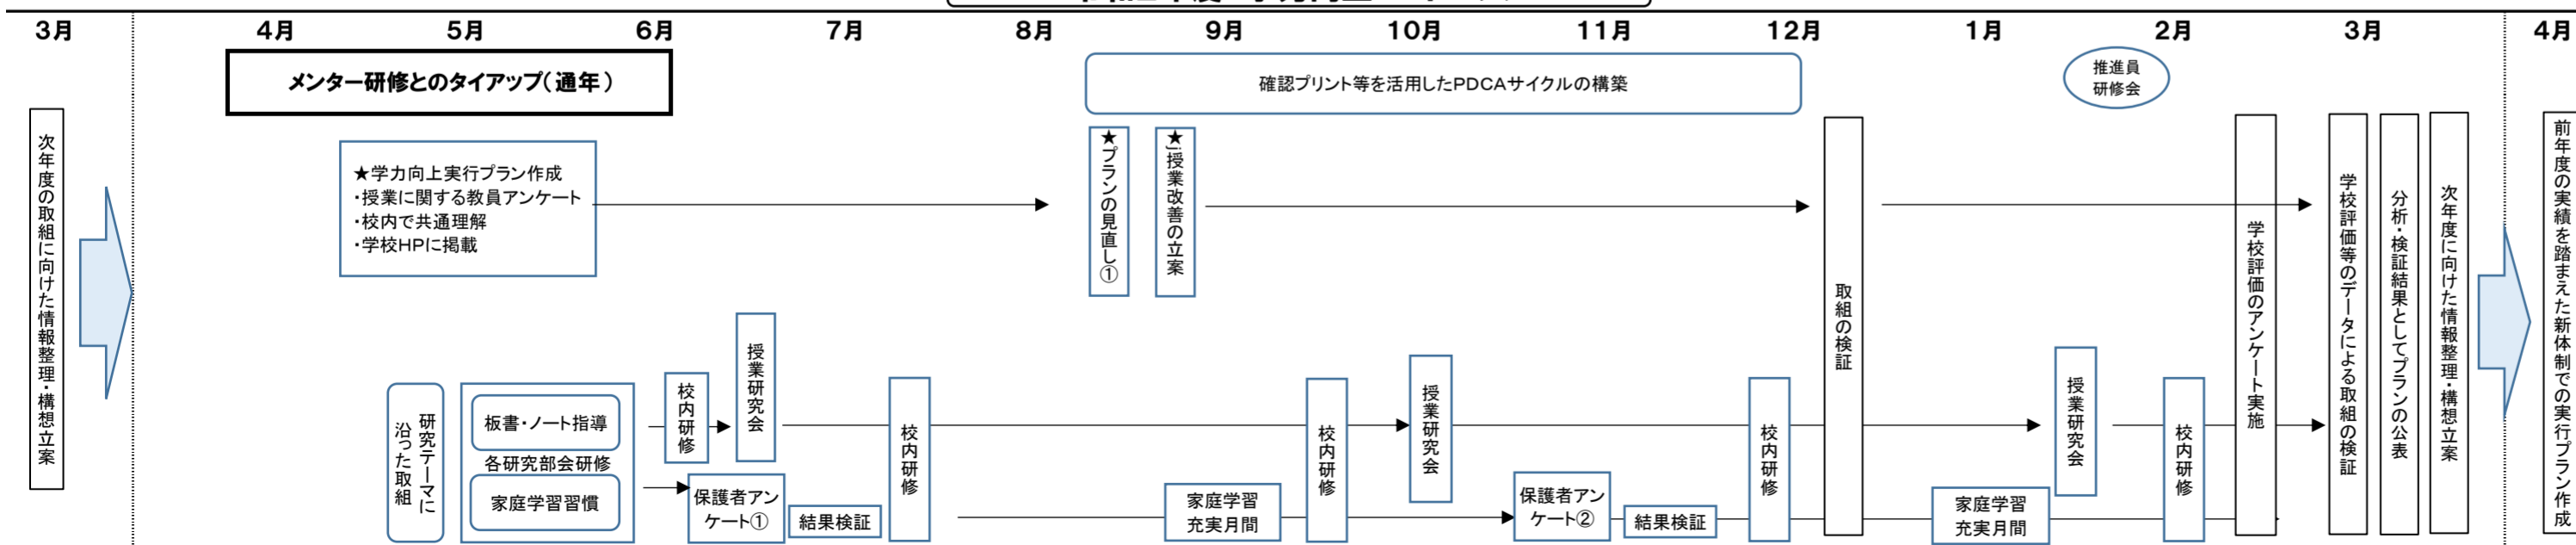 3月
4月
5月
6月
7月
8月
9月
10月
11月
12月
1月
2月
3月
4月
メンター研修とのタイアップ(通年)
確認プリント等を活用したPDCAサイクルの構築
推進員
研修会
次年度の取組に向けた情報整理・構想立案
★学力向上実行プラン作成
・授業に関する教員アンケート
・校内で共通理解
・学校HPに掲載
★プランの見直し①
★j授業改善の立案
取組の検証
学校評価のアンケート実施
学校評価等のデータによる取組の検証
分析・検証結果としてプランの公表
次年度に向けた情報整理・構想立案
前年度の実績を踏まえた新体制での実行プラン作成
研究テーマに
沿った取組
板書・ノート指導
各研究部会研修
家庭学習習慣
校内研修
授業研究会
保護者アン
ケート①
結果検証
校内研修
家庭学習
充実月間
校内研修
授業研究会
保護者アン
ケート②
結果検証
校内研修
家庭学習
充実月間
授業研究会
校内研修